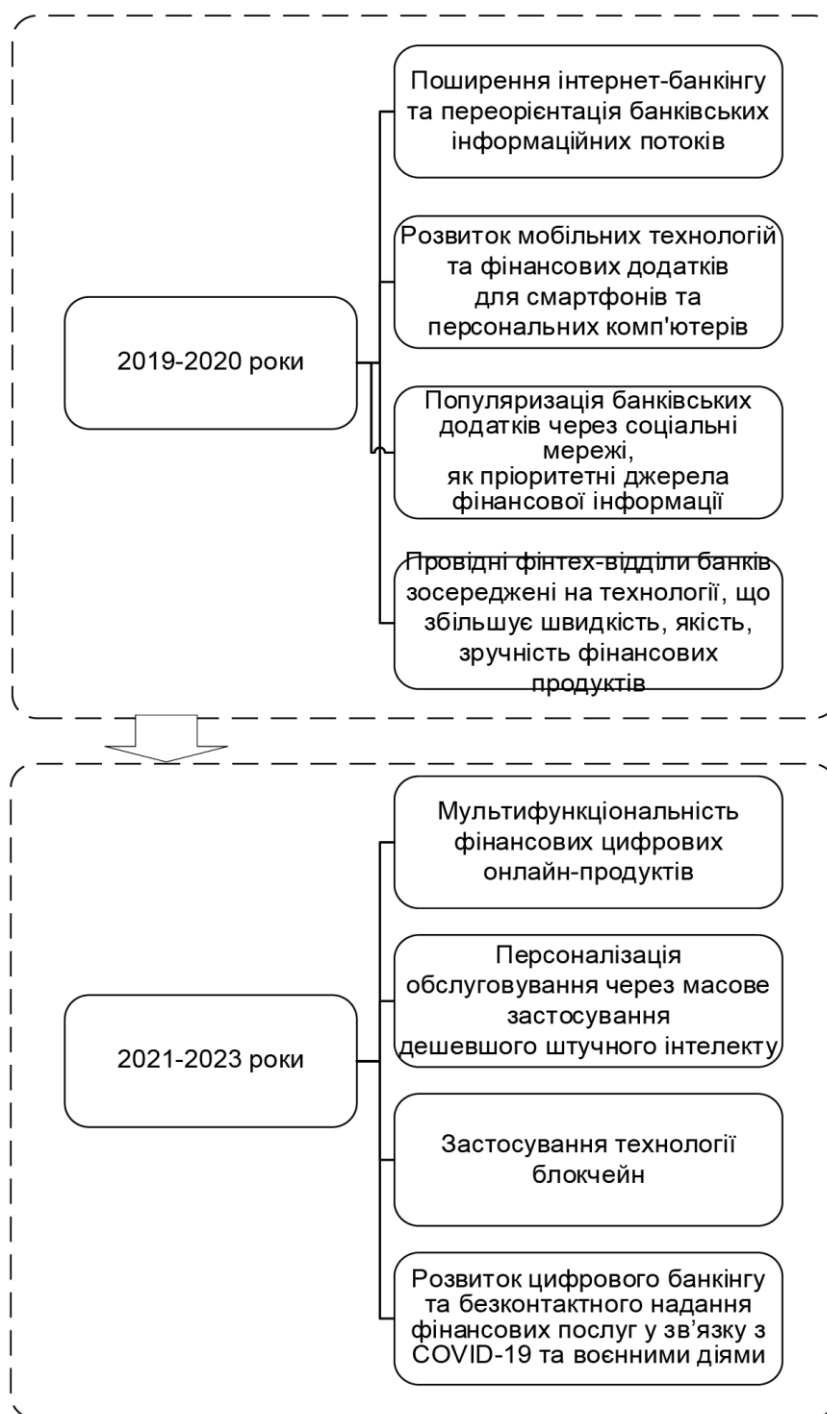 Поширення інтернет-банкінгу
та переорієнтація банківських
інформаційних потоків
Розвиток мобільних технологій
та фінансових додатків
для смартфонів та
персональних комп'ютерів
2019-2020 роки
Популяризація банківських
додатків через соціальні
мережі,
як пріоритетні джерела
фінансової інформації
Провідні фінтех-відділи банків
зосереджені на технології, що
збільшує швидкість, якість,
зручність фінансових
продуктів
Мультифункціональність
фінансових цифрових
онлайн-продуктів
Персоналізація
обслуговування через масове
застосування
дешевшого штучного інтелекту
2021-2023 роки
Застосування технології
блокчейн
Розвиток цифрового банкінгу
та безконтактного надання
фінансових послуг у зв’язку з
COVID-19 та воєнними діями